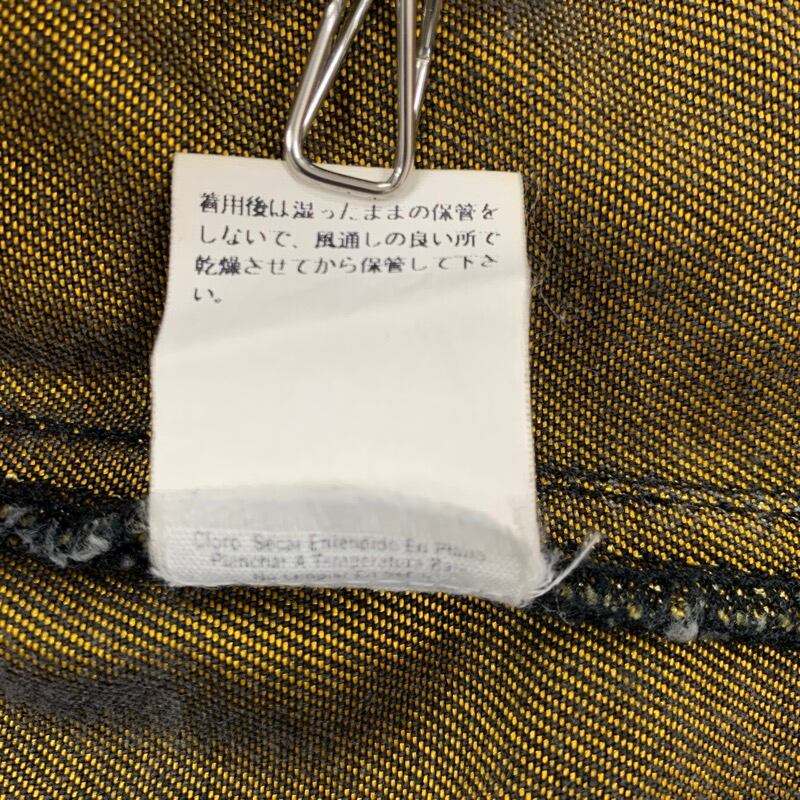 着用後は湿ったままの保管を
しないで、風通しの良い所で
乾燥させてから保管して下さ
い。
Cloro. Secar Extendido En Plano
Planchar A Temperatura